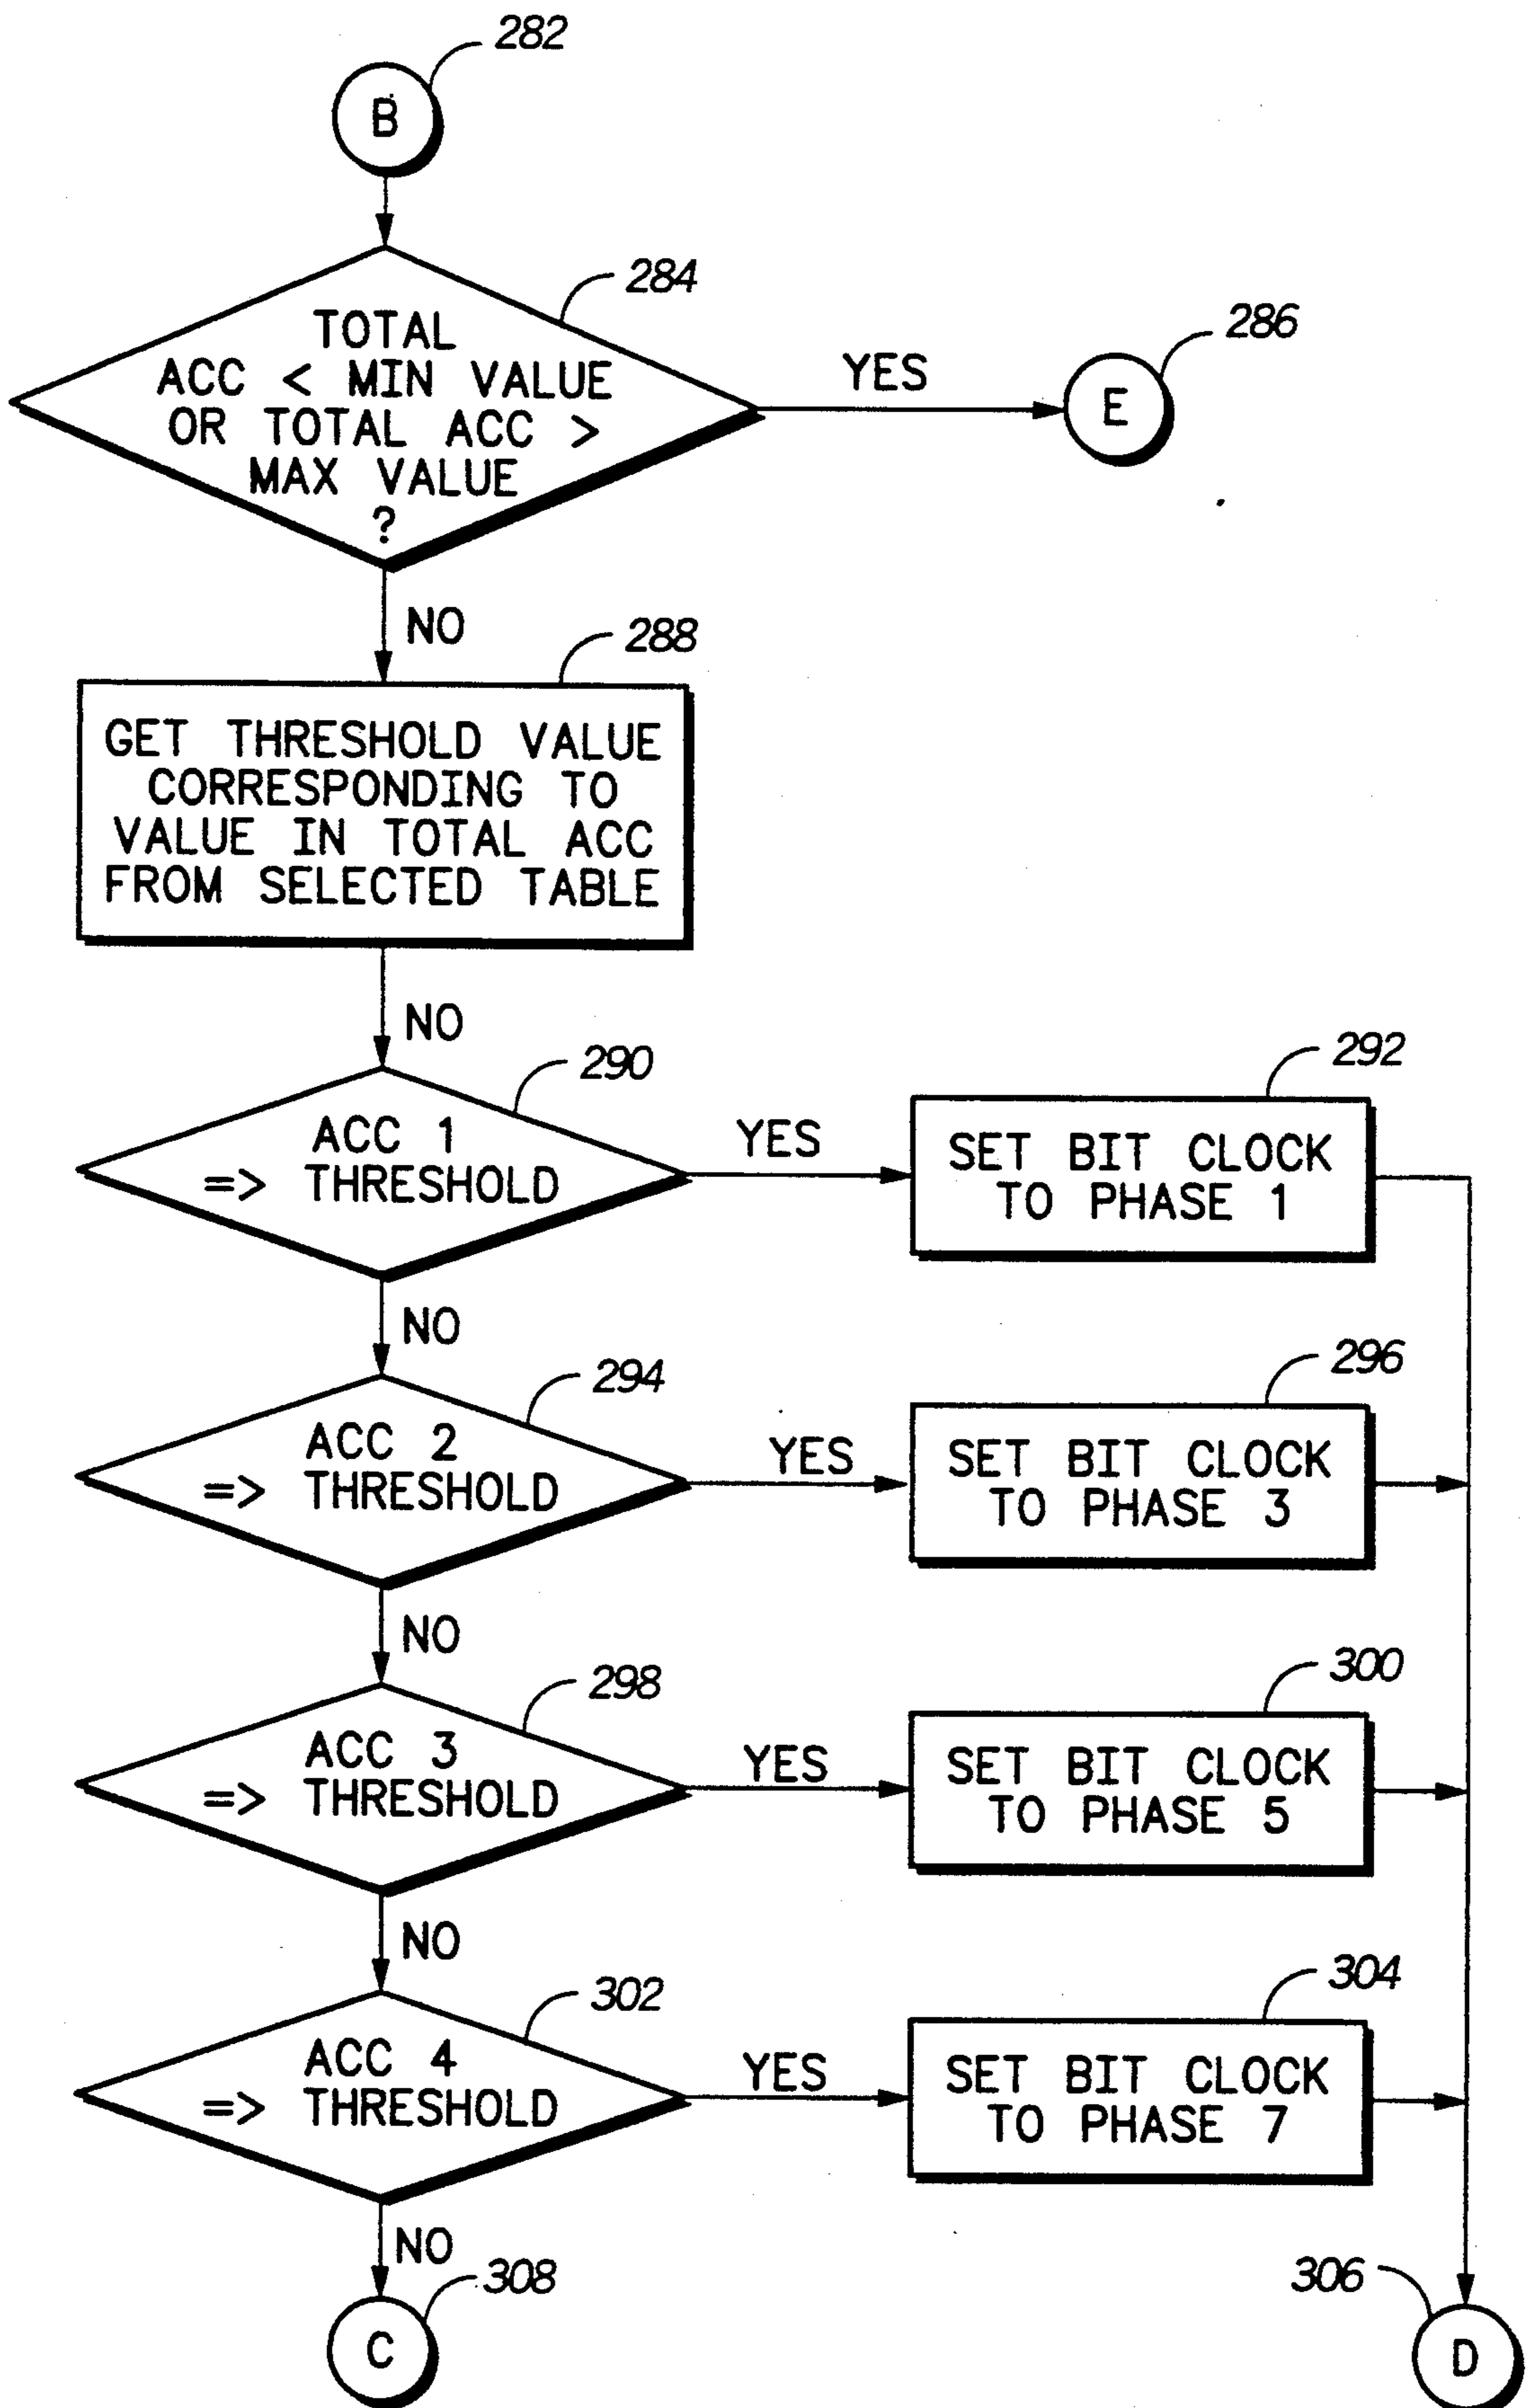 282
B
284
TOTAL
ACC < MIN VALUE
OR TOTAL ACC >
MAX VALUE
?
YES
286
E
NO
288
GET THRESHOLD VALUE
CORRESPONDING TO
VALUE IN TOTAL ACC
FROM SELECTED TABLE
NO
290
ACC 1
=> THRESHOLD
YES
292
SET BIT CLOCK
TO PHASE 1
NO
294
ACC 2
=> THRESHOLD
YES
296
SET BIT CLOCK
TO PHASE 3
NO
298
ACC 3
=> THRESHOLD
YES
300
SET BIT CLOCK
TO PHASE 5
NO
302
ACC 4
=> THRESHOLD
YES
304
SET BIT CLOCK
TO PHASE 7
NO
308
C
306
D